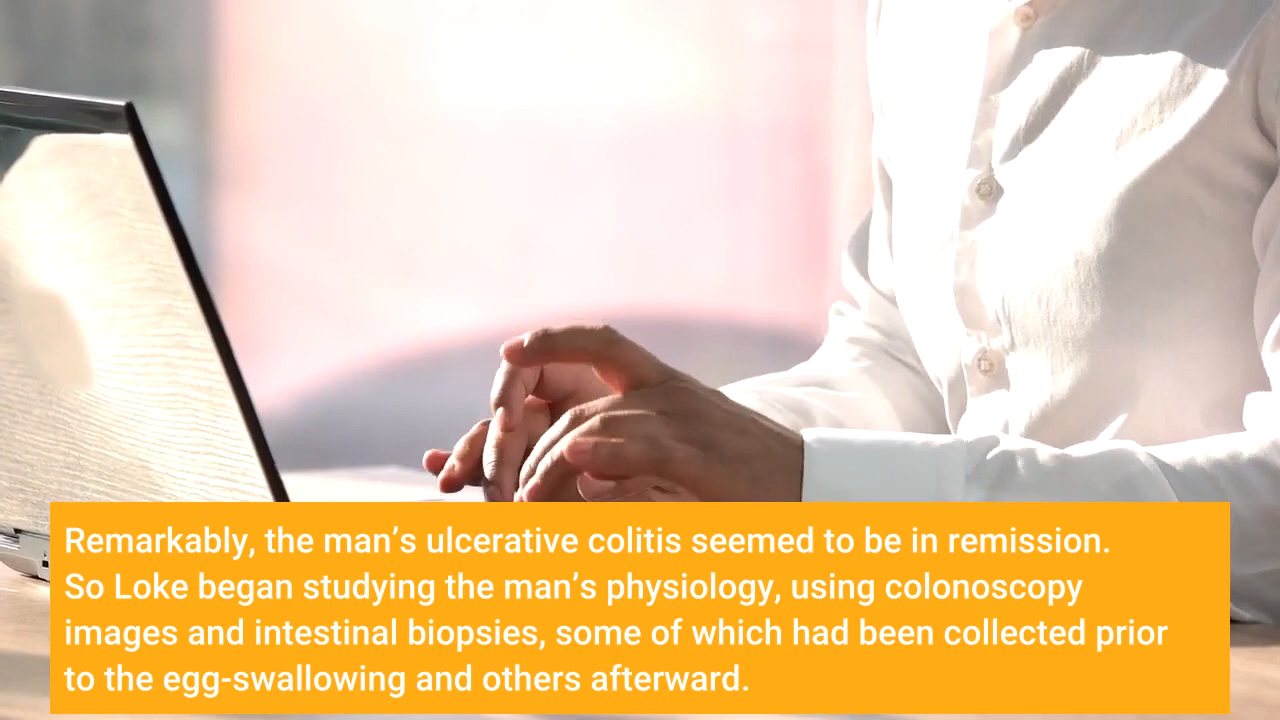 Remarkably, the man’s ulcerative colitis seemed to be in remission.
So Loke began studying the man’s physiology, using colonoscopy
images and intestinal biopsies, some of which had been collected prior
to the egg-swallowing and others afterward.